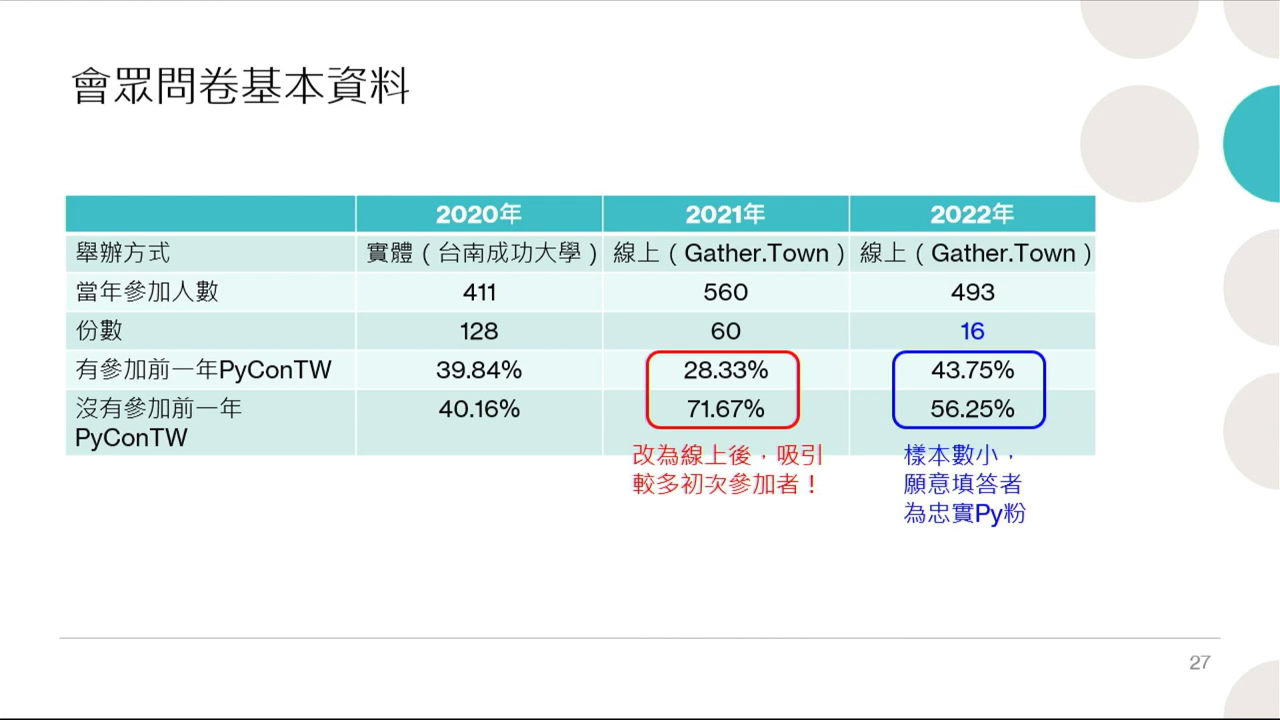 會眾問卷基本資料
2020年 2021年 2022年
舉辦方式 實體（台南成功大學） 線上（Gather.Town） 線上（Gather.Town）
當年參加人數 411 560 493
份數 128 60 16
有參加前一年PyConTW 39.84% 28.33% 43.75%
沒有參加前一年 40.16% 71.67% 56.25%
PyConTW
改為線上後，吸引
較多初次參加者！
樣本數小，
願意填答者
為忠實Py粉
27